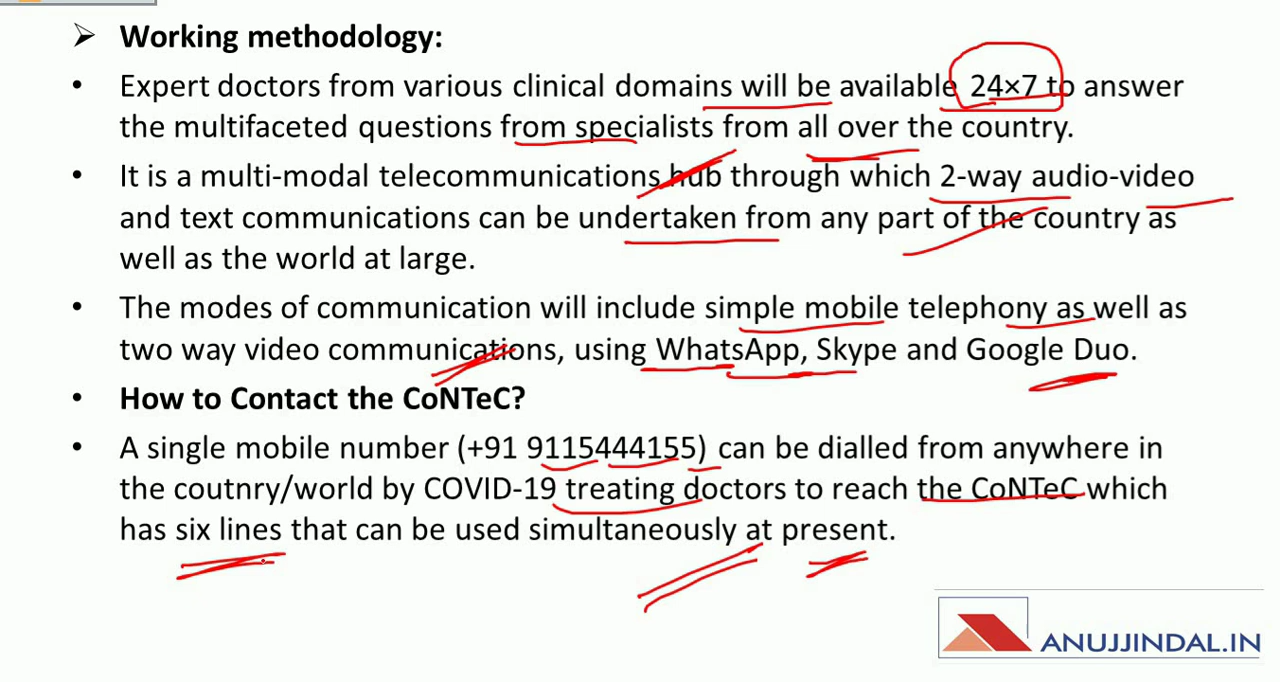 ➢ Working methodology:
• Expert doctors from various clinical domains will be available 24×7 to answer
the multifaceted questions from specialists from all over the country.
• It is a multi-modal telecommunications hub through which 2-way audio-video
and text communications can be undertaken from any part of the country as
well as the world at large.
• The modes of communication will include simple mobile telephony as well as
two way video communications, using WhatsApp, Skype and Google Duo.
• How to Contact the CoNTeC?
• A single mobile number (+91 9115444155) can be dialled from anywhere in
the coutnry/world by COVID-19 treating doctors to reach the CoNTeC which
has six lines that can be used simultaneously at present.
ANUJJINDAL.IN